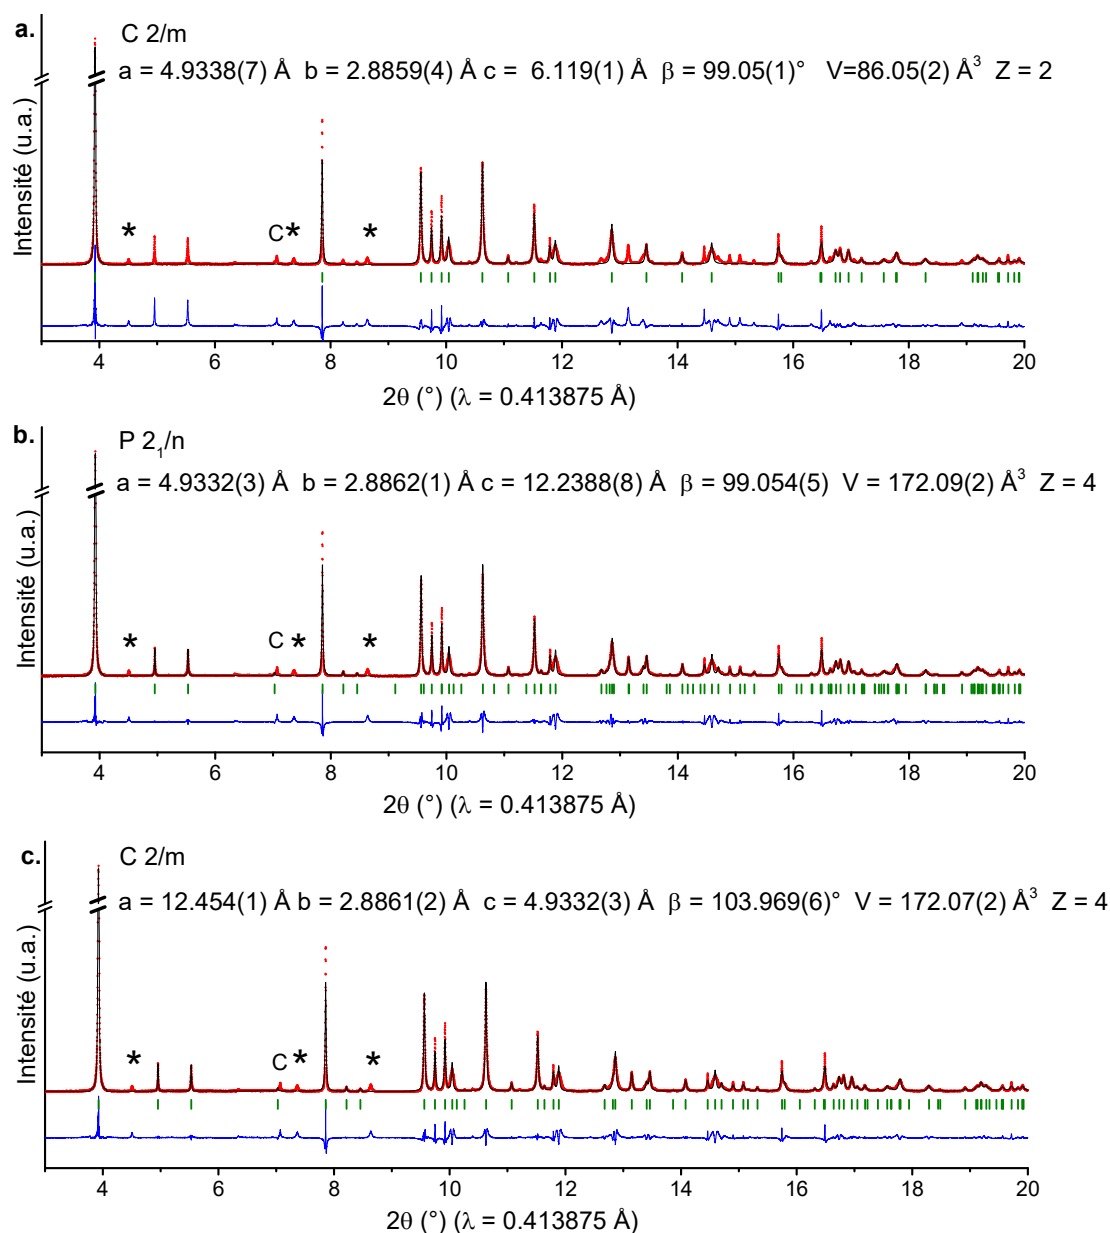 a.
C 2/m
a = 4.9338(7) Å b = 2.8859(4) Å c = 6.119(1) Å β = 99.05(1)° V=86.05(2) Å³ Z = 2
Intensité (u.a.)
* C * *
4 6 8 10 12 14 16 18 20
2θ (°) (λ = 0.413875 Å)
b.
P 2₁/n
a = 4.9332(3) Å b = 2.8862(1) Å c = 12.2388(8) Å β = 99.054(5) V = 172.09(2) Å³ Z = 4
Intensité (u.a.)
* C * *
4 6 8 10 12 14 16 18 20
2θ (°) (λ = 0.413875 Å)
c.
C 2/m
a = 12.454(1) Å b = 2.8861(2) Å c = 4.9332(3) Å β = 103.969(6)° V = 172.07(2) Å³ Z = 4
Intensité (u.a.)
* C * *
4 6 8 10 12 14 16 18 20
2θ (°) (λ = 0.413875 Å)